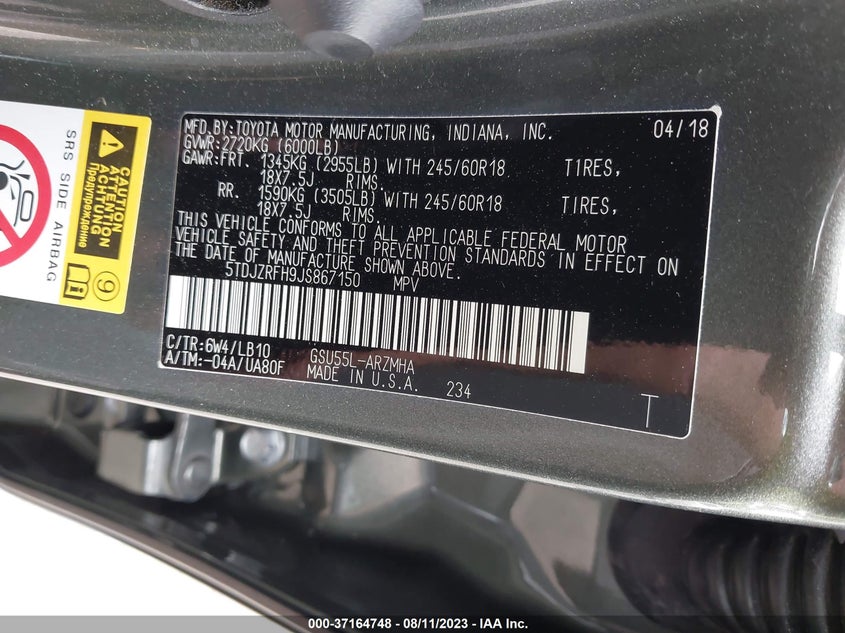 SRS SIDE AIRBAG
CAUTION
ATTENTION
ACHTUNG
Предупреждение
9
MFD.BY:TOYOTA MOTOR MANUFACTURING, INDIANA, INC. 04/18
GVWR:2720KG (6000LB)
GAWR:FRT. 1345KG (2955LB) WITH 245/60R18 TIRES,
18X7.5J RIMS.
RR. 1590KG (3505LB) WITH 245/60R18 TIRES,
18X7.5J RIMS.
THIS VEHICLE CONFORMS TO ALL APPLICABLE FEDERAL MOTOR
VEHICLE SAFETY AND THEFT PREVENTION STANDARDS IN EFFECT ON
THE DATE OF MANUFACTURE SHOWN ABOVE.
5TDJZRFH9JS867150 MPV
C/TR:6W4/LB10 GSU55L-ARZMHA
A/TM:-04A/UA80F MADE IN U.S.A. 234
T
000-37164748 - 08/11/2023 - IAA Inc.